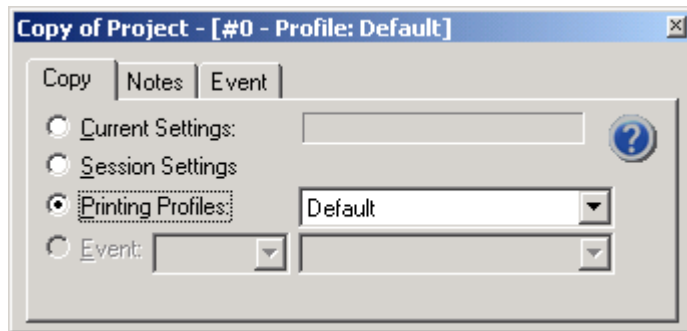 Copy of Project - [#0 - Profile: Default]
Copy Notes Event
Current Settings:
Session Settings
Printing Profiles: Default
Event: